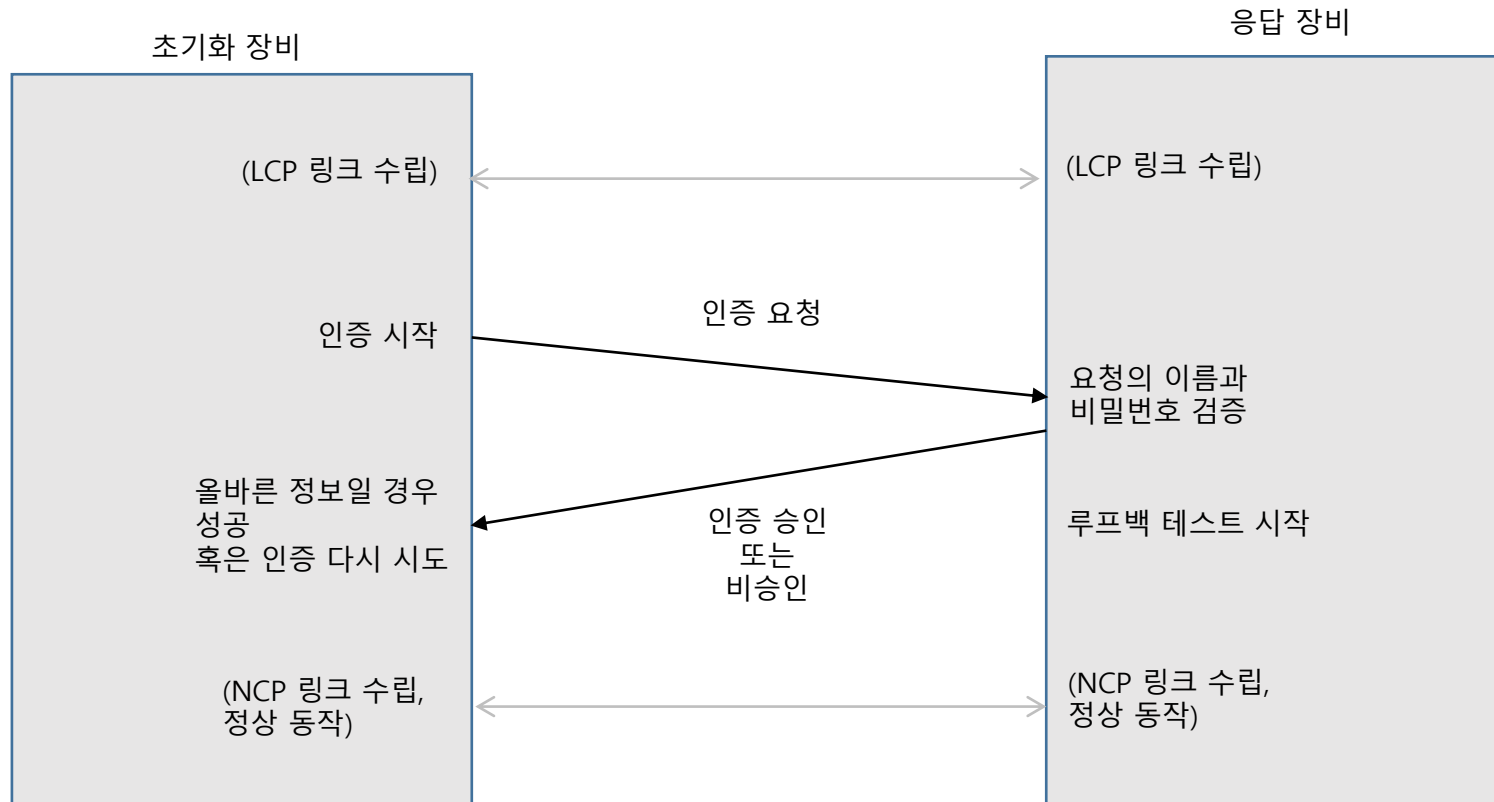 초기화 장비
응답 장비
(LCP 링크 수립)
(LCP 링크 수립)
인증 시작
인증 요청
요청의 이름과
비밀번호 검증
올바른 정보일 경우
성공
혹은 인증 다시 시도
인증 승인
또는
비승인
루프백 테스트 시작
(NCP 링크 수립,
정상 동작)
(NCP 링크 수립,
정상 동작)